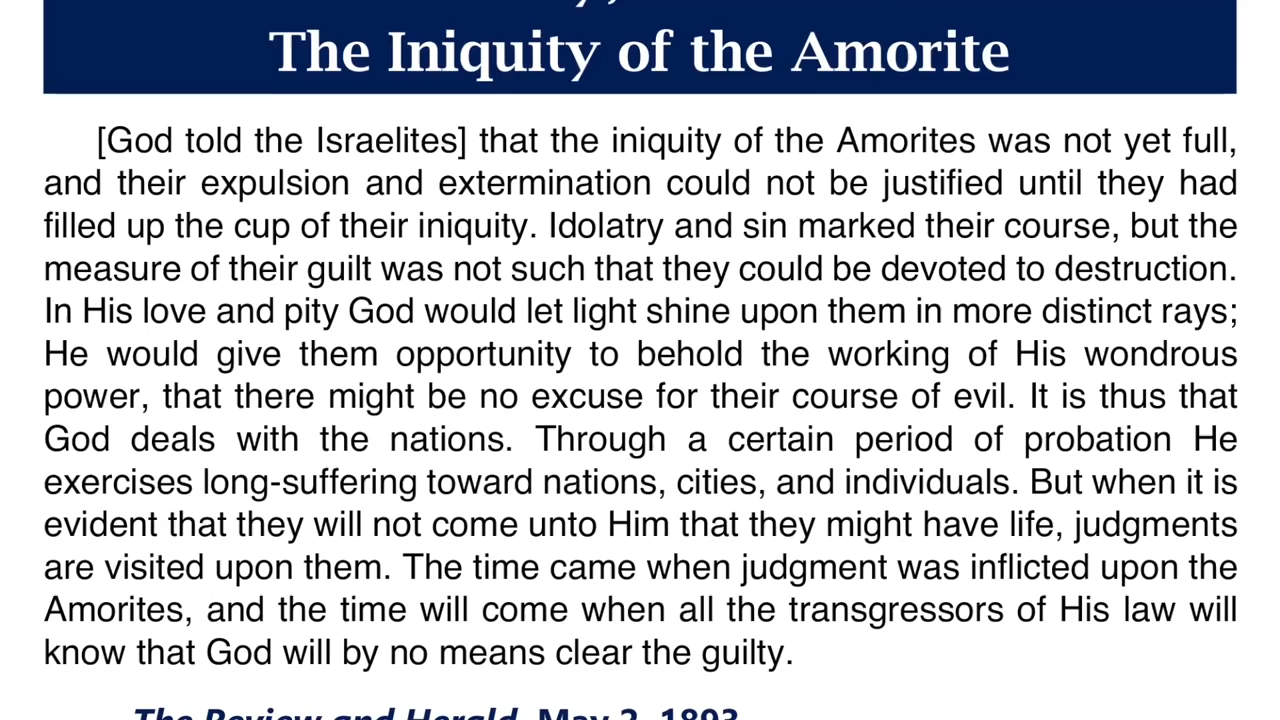 The Iniquity of the Amorite
[God told the Israelites] that the iniquity of the Amorites was not yet full,
and their expulsion and extermination could not be justified until they had
filled up the cup of their iniquity. Idolatry and sin marked their course, but the
measure of their guilt was not such that they could be devoted to destruction.
In His love and pity God would let light shine upon them in more distinct rays;
He would give them opportunity to behold the working of His wondrous
power, that there might be no excuse for their course of evil. It is thus that
God deals with the nations. Through a certain period of probation He
exercises long-suffering toward nations, cities, and individuals. But when it is
evident that they will not come unto Him that they might have life, judgments
are visited upon them. The time came when judgment was inflicted upon the
Amorites, and the time will come when all the transgressors of His law will
know that God will by no means clear the guilty.
The Review and Herald, May 2, 1893